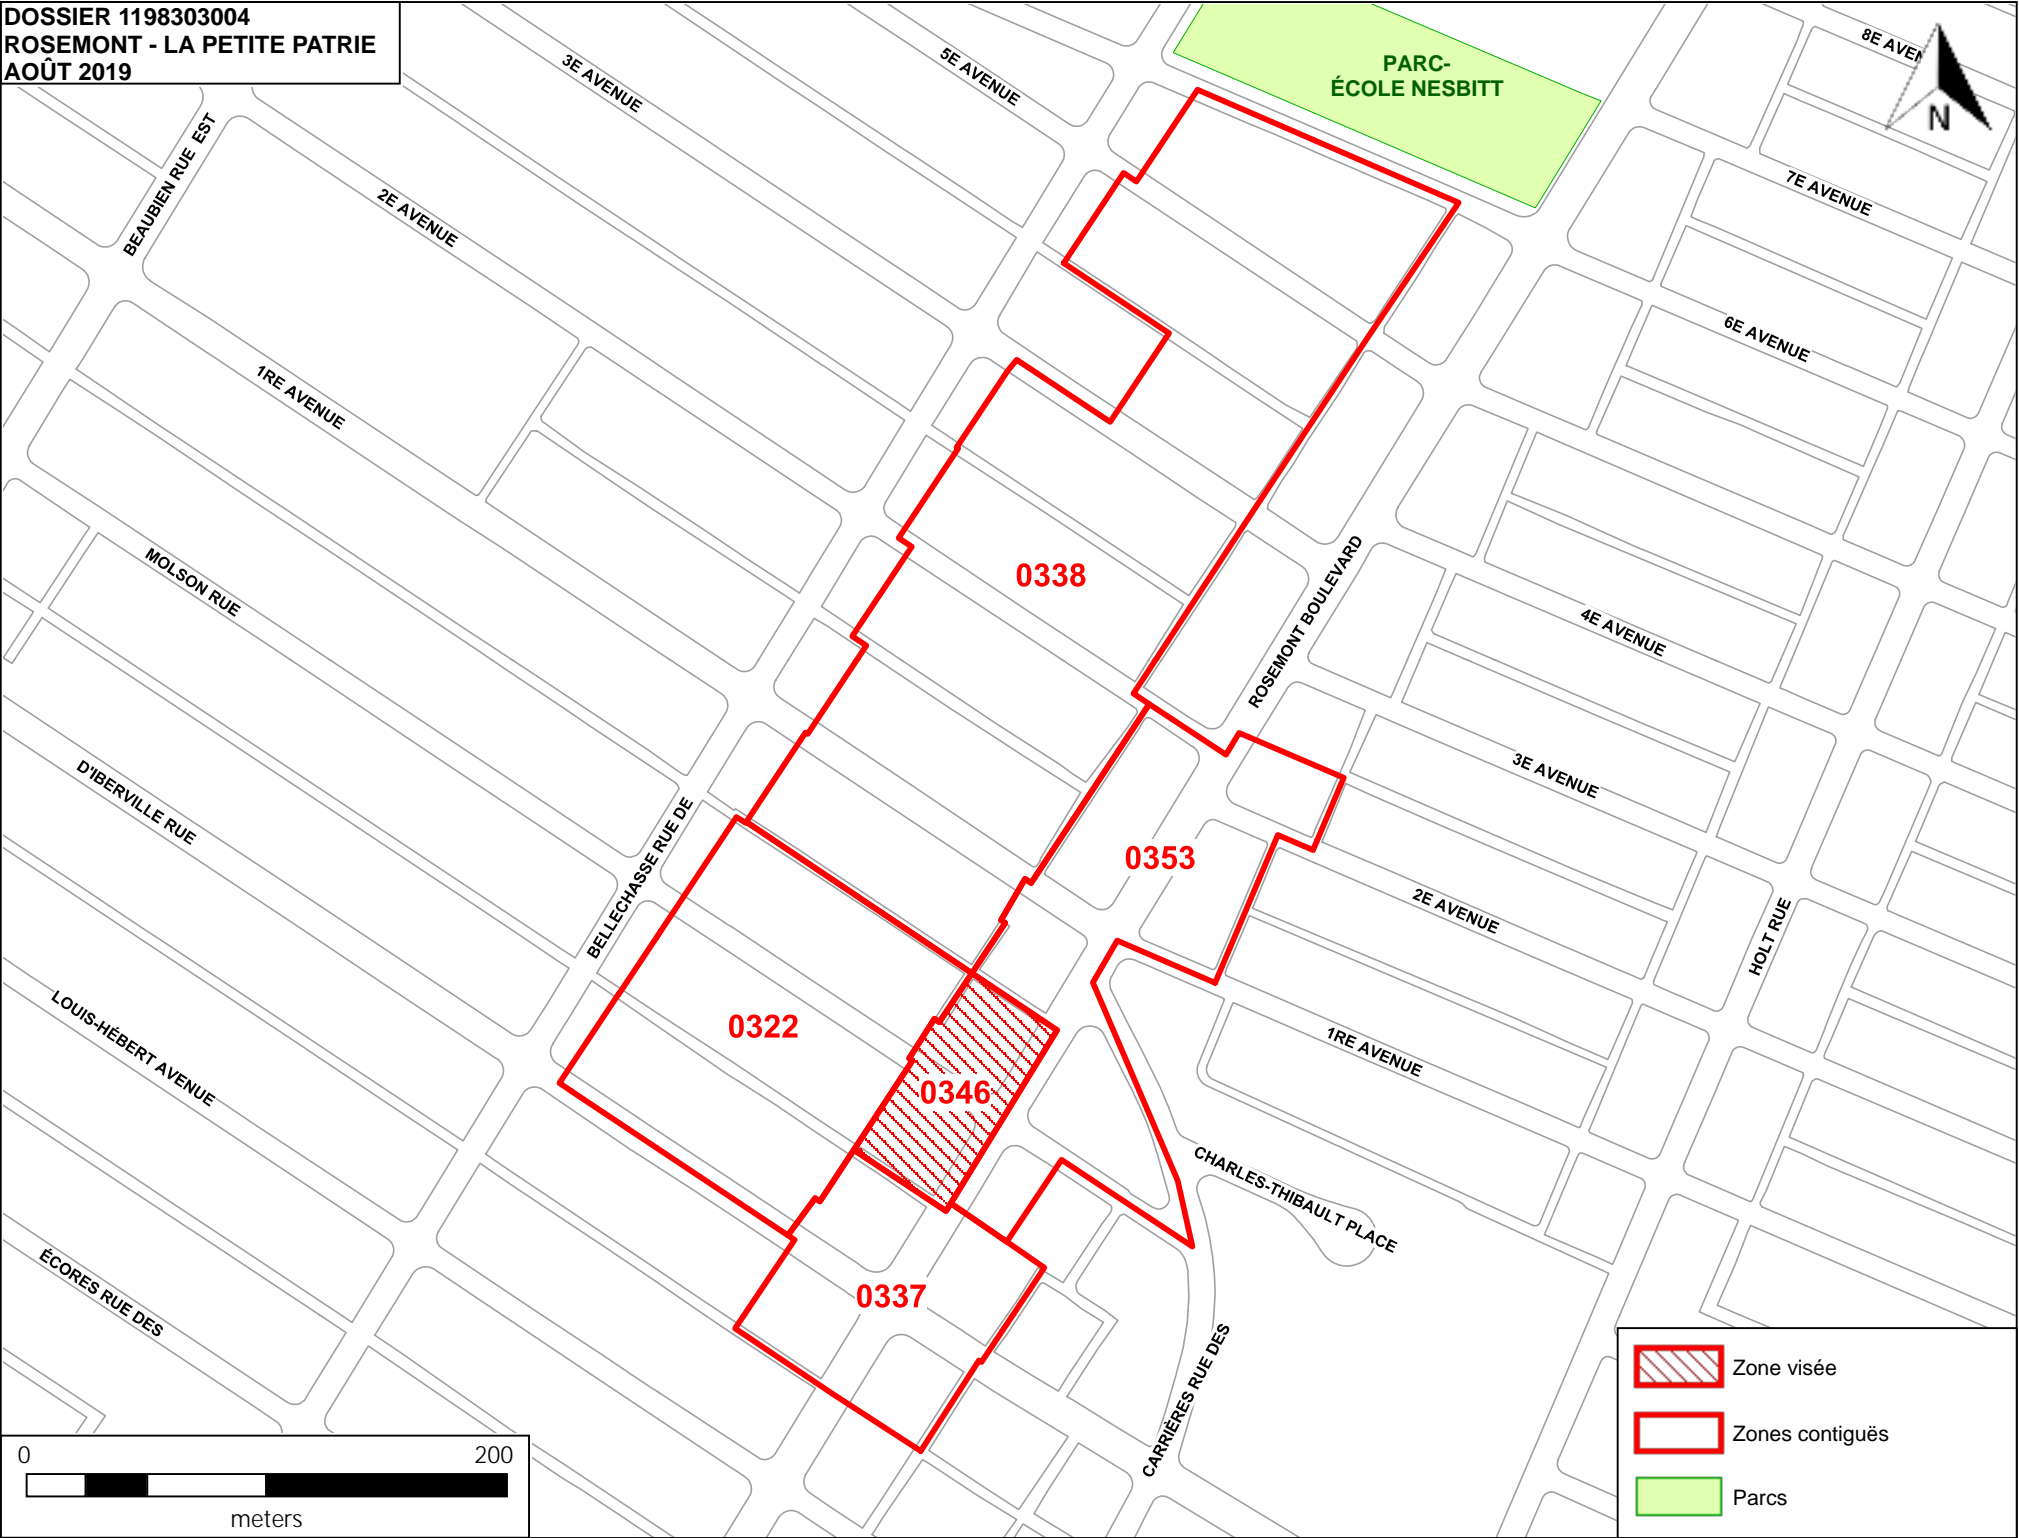 DOSSIER 1198303004
ROSEMONT - LA PETITE PATRIE
AOÛT 2019
PARC-
ÉCOLE NESBITT
8E AVEN
N
3E AVENUE
5E AVENUE
7E AVENUE
BEAUBIEN RUE EST
2E AVENUE
6E AVENUE
1RE AVENUE
0338
MOLSON RUE
ROSEMONT BOULEVARD
4E AVENUE
D'IBERVILLE RUE
3E AVENUE
BELLECHASSE RUE DE
0353
2E AVENUE
HOLT RUE
LOUIS-HÉBERT AVENUE
0322
1RE AVENUE
0346
CHARLES-THIBAULT PLACE
ÉCORES RUE DES
0337
CARRIÈRES RUE DES
Zone visée
Zones contiguës
Parcs
0 200
meters